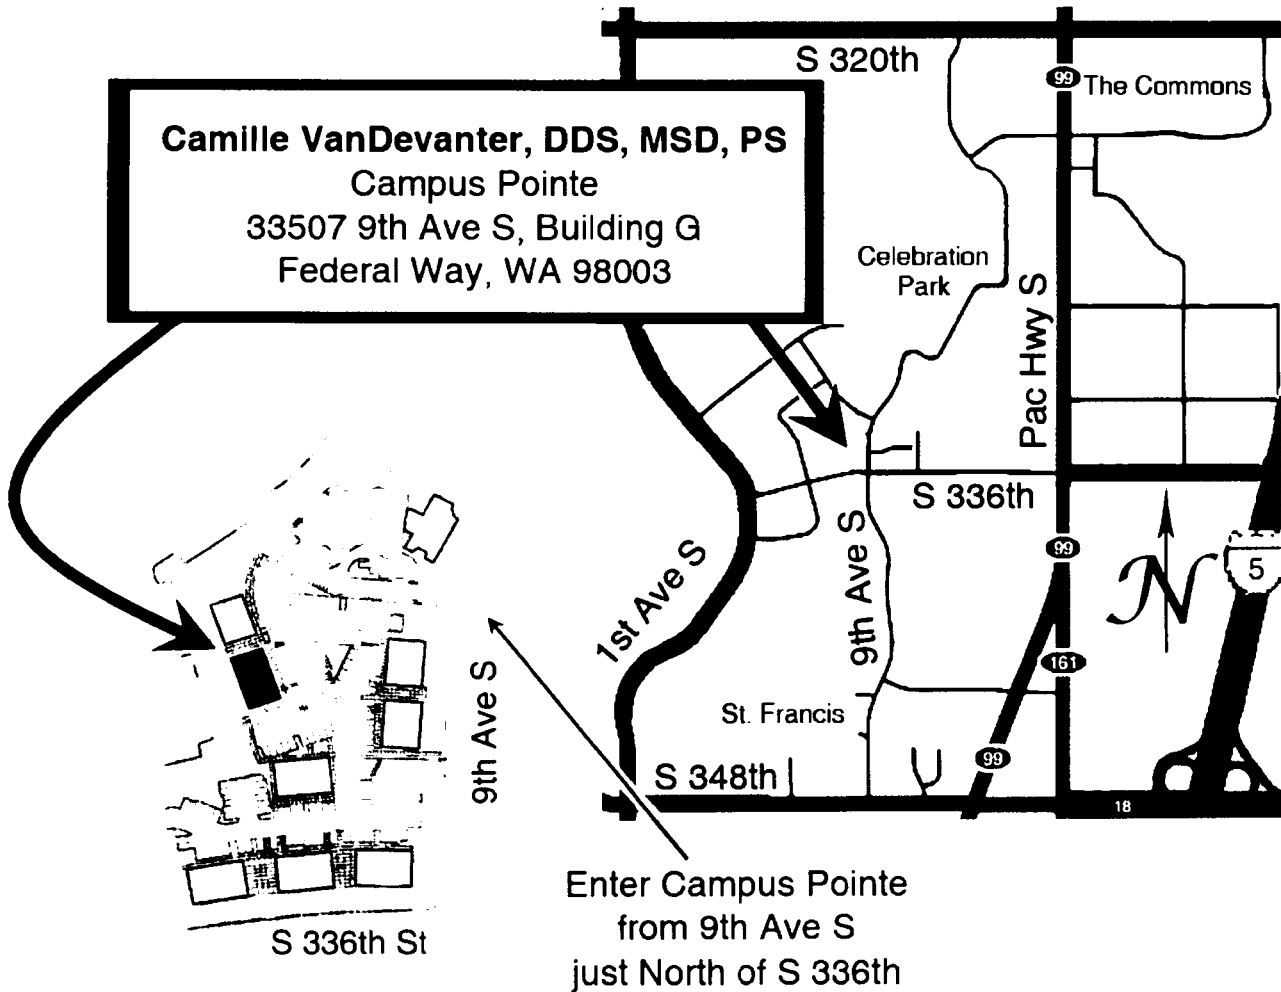 S 320th
99
The Commons
Camille VanDevanter, DDS, MSD, PS
Campus Pointe
33507 9th Ave S, Building G
Federal Way, WA 98003
Celebration
Park
Pac Hwy S
S 336th
1st Ave S
9th Ave S
99
N
5
161
St. Francis
99
S 348th
18
9th Ave S
S 336th St
Enter Campus Pointe
from 9th Ave S
just North of S 336th